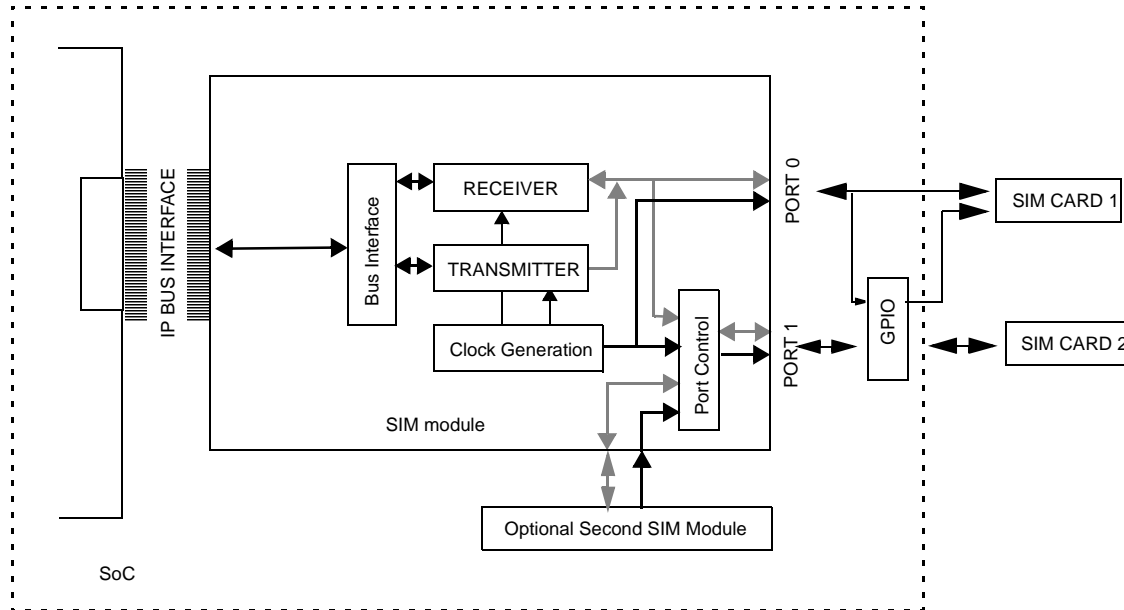 IP BUS INTERFACE
Bus Interface
RECEIVER
TRANSMITTER
Clock Generation
Port Control
PORT 0
PORT 1
GPIO
SIM CARD 1
SIM CARD 2
SIM module
Optional Second SIM Module
SoC